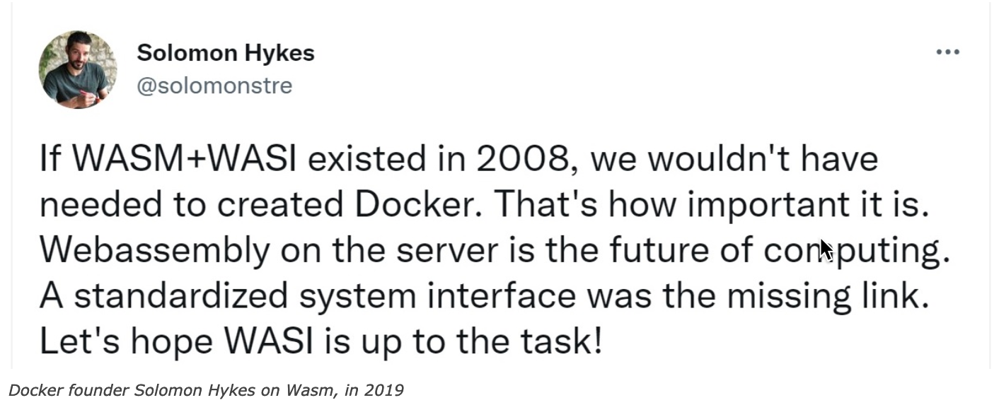 Solomon Hykes
@solomonstre
If WASM+WASI existed in 2008, we wouldn't have
needed to created Docker. That's how important it is.
Webassembly on the server is the future of computing.
A standardized system interface was the missing link.
Let's hope WASI is up to the task!
Docker founder Solomon Hykes on Wasm, in 2019